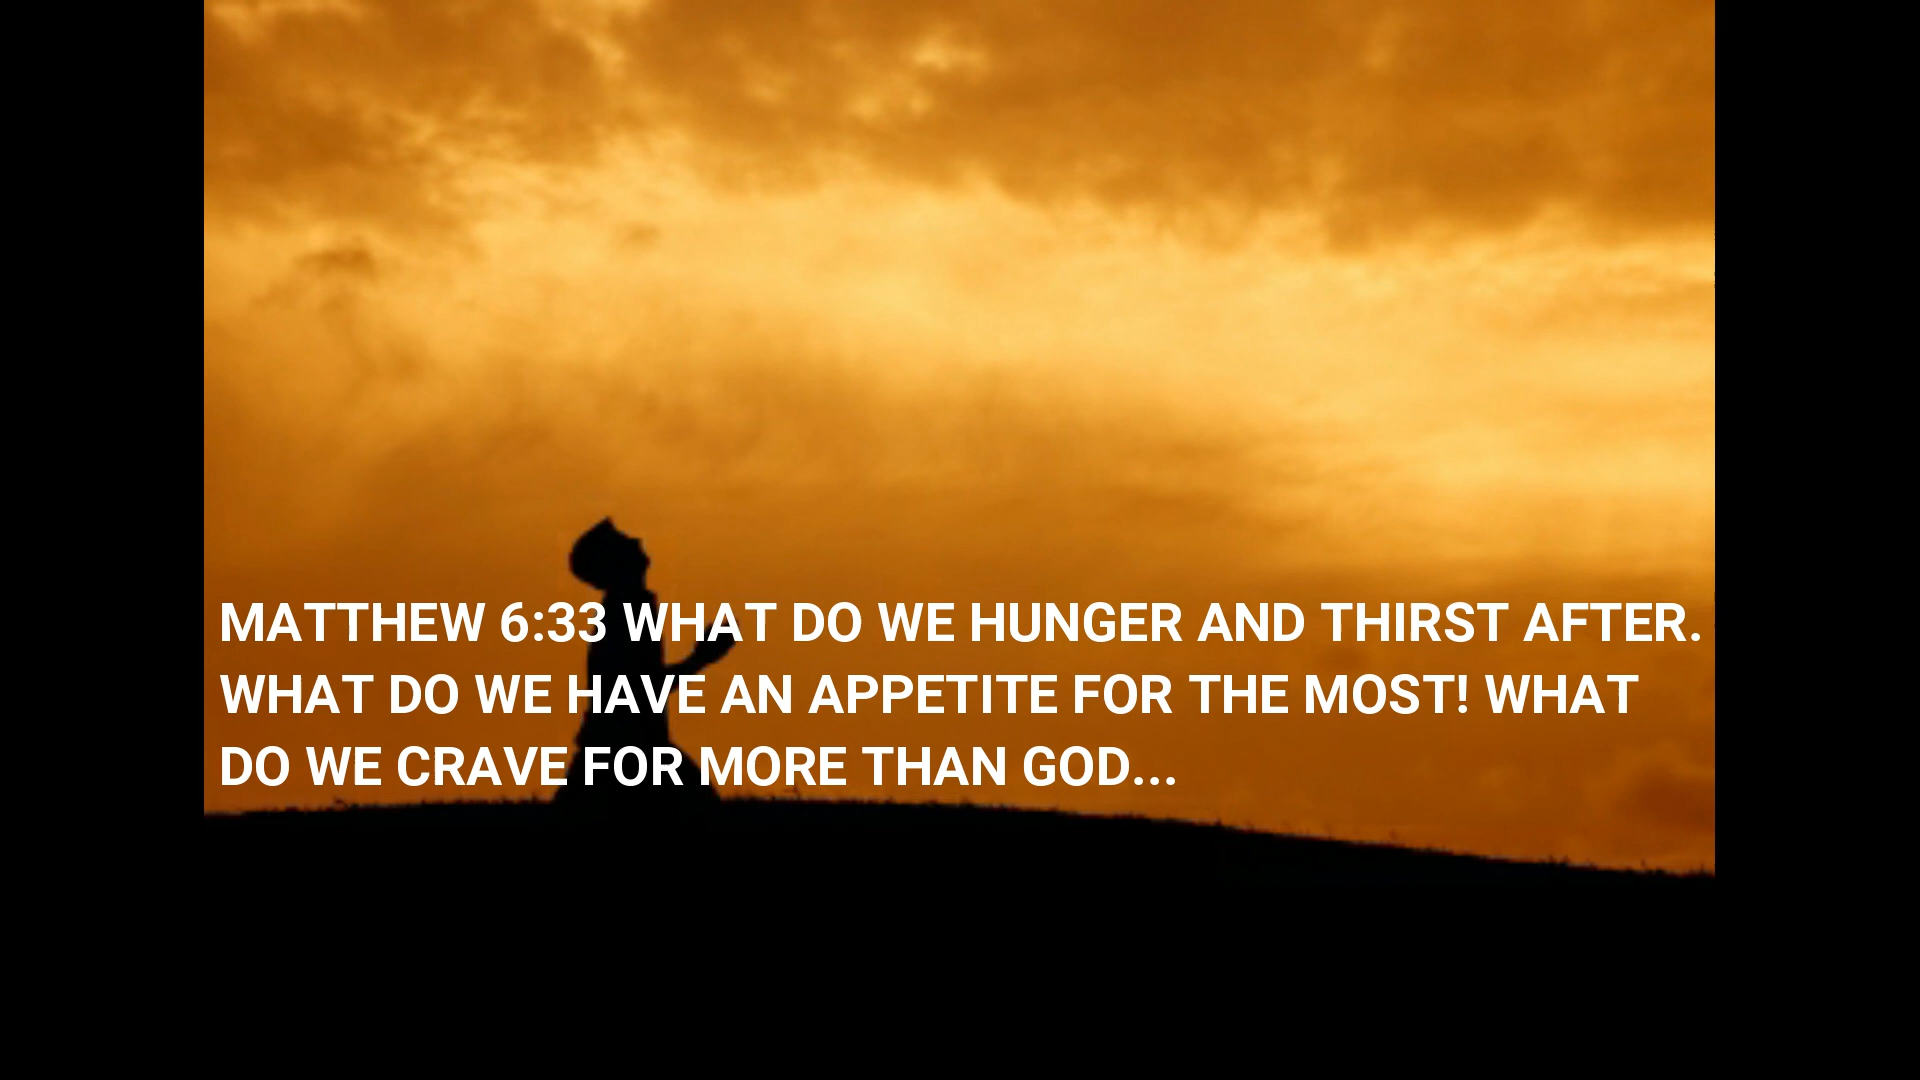 MATTHEW 6:33 WHAT DO WE HUNGER AND THIRST AFTER.
WHAT DO WE HAVE AN APPETITE FOR THE MOST! WHAT
DO WE CRAVE FOR MORE THAN GOD...